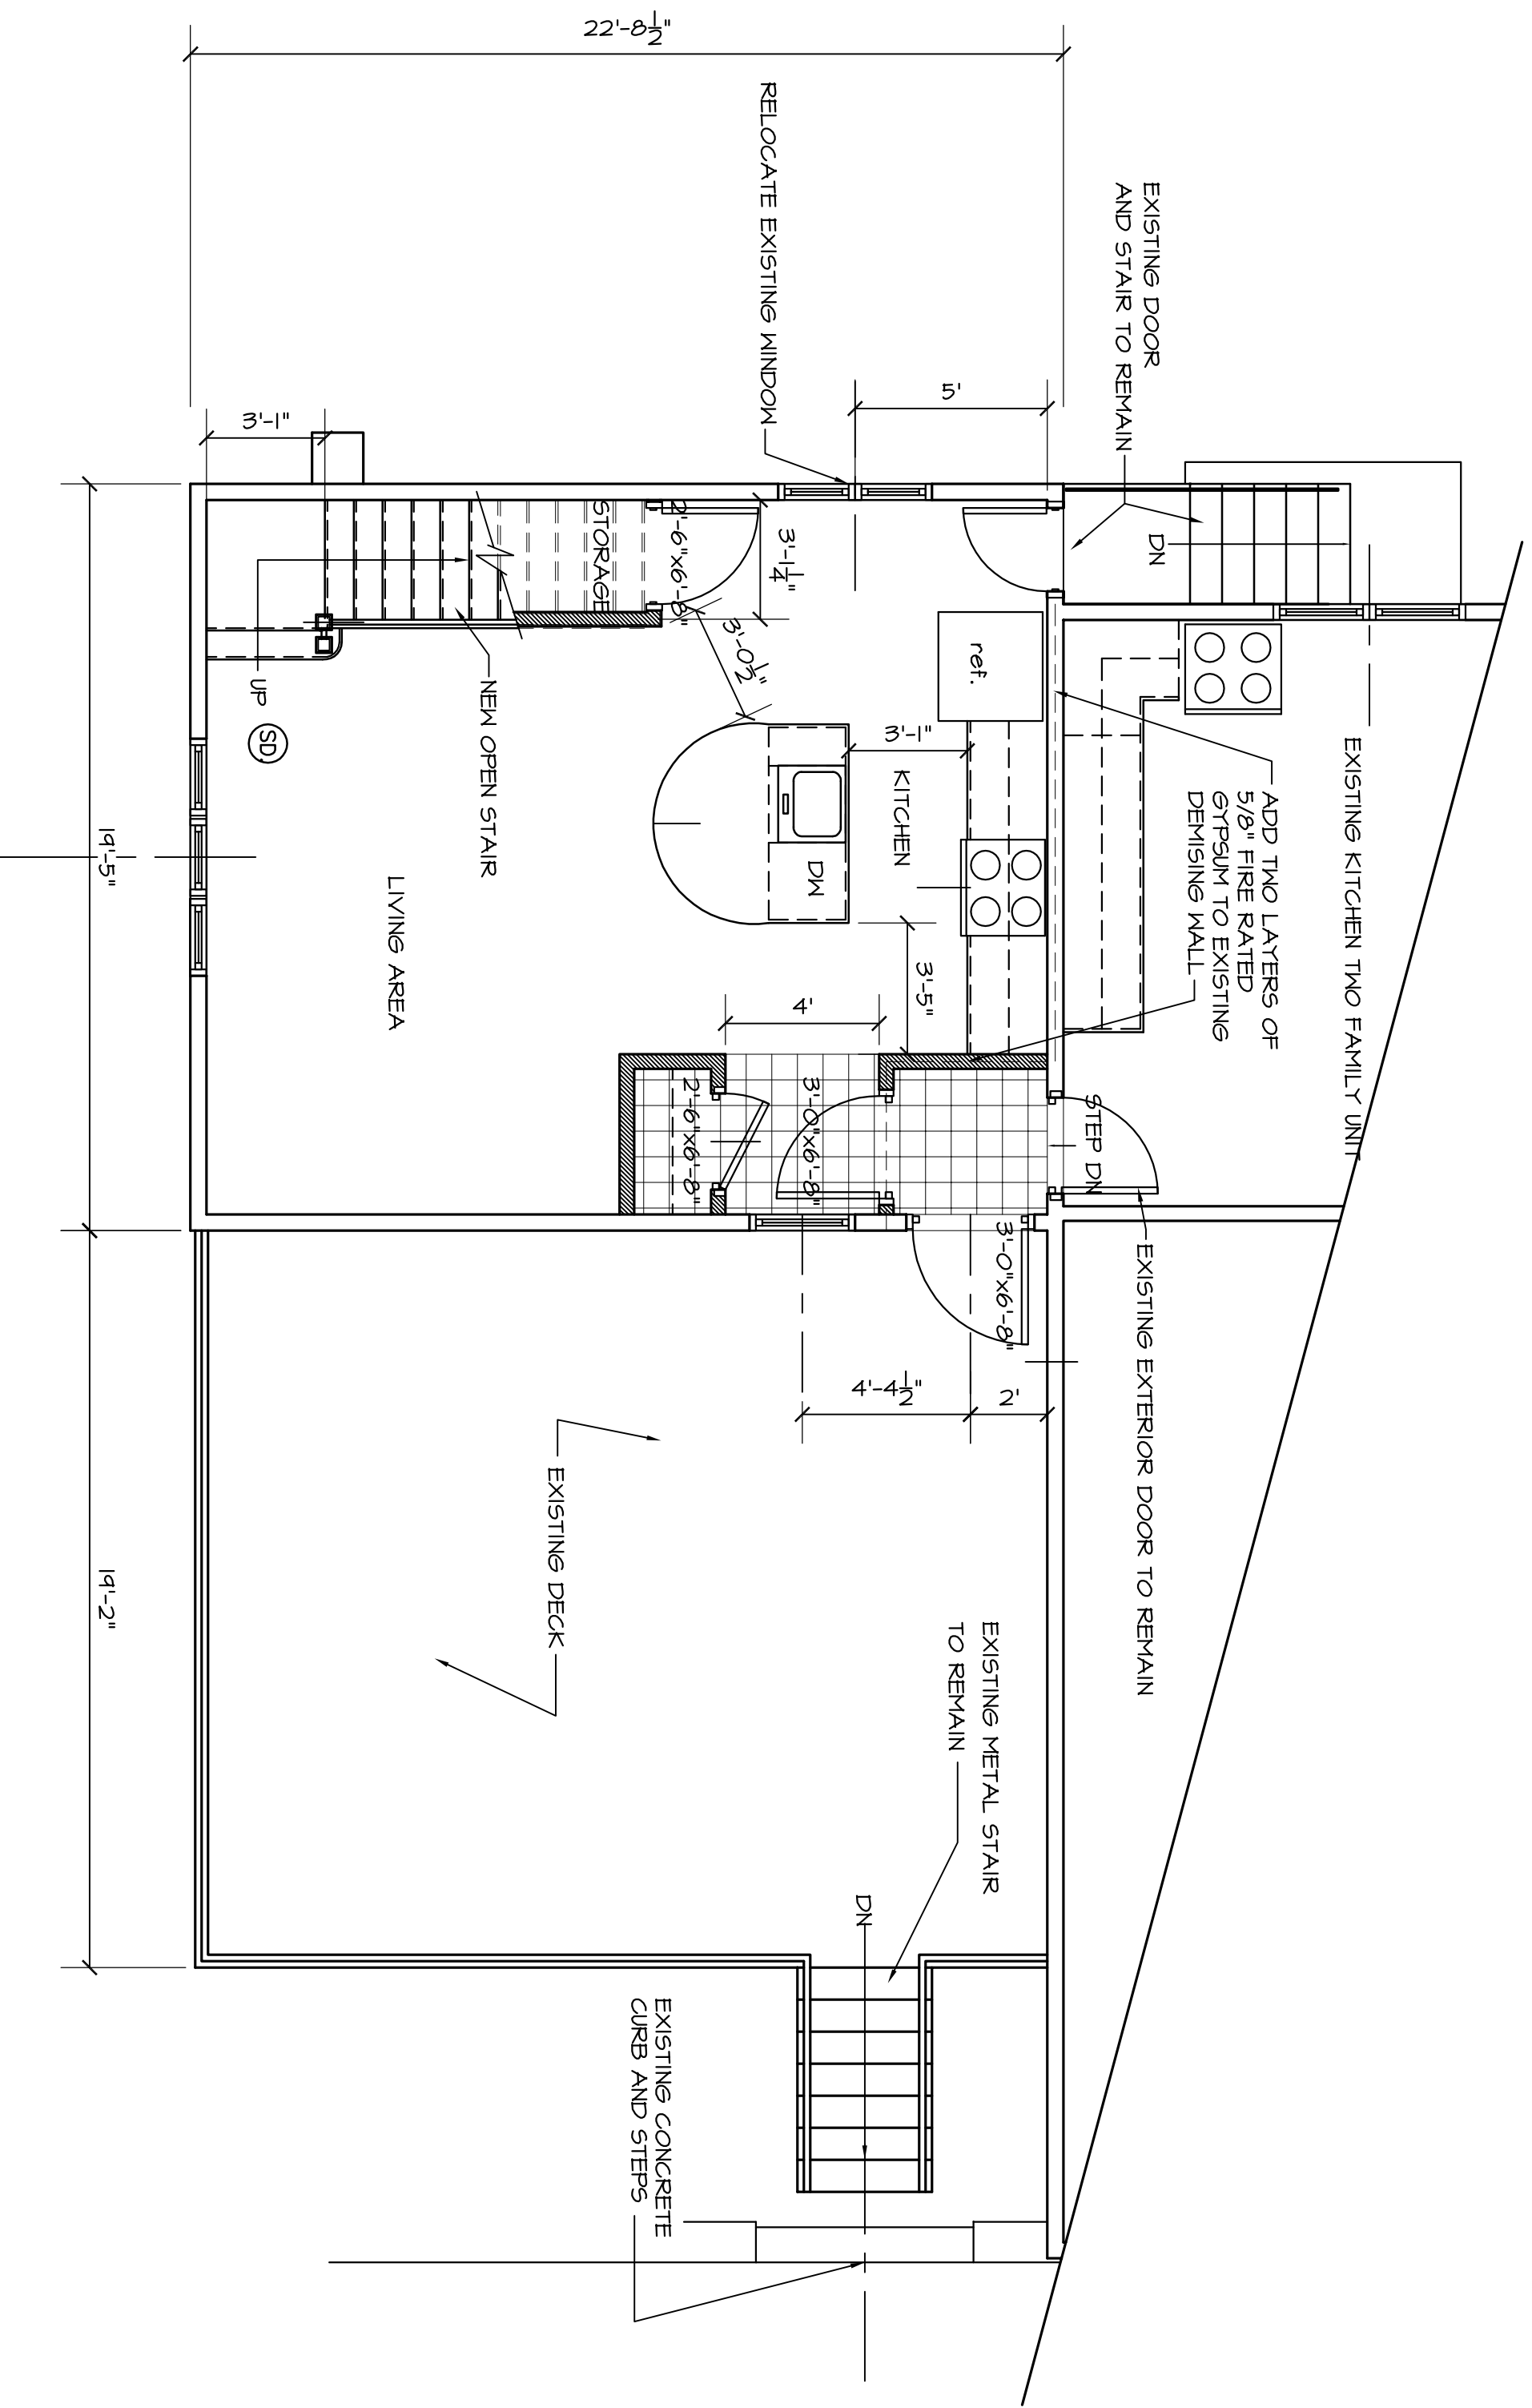 22'-8 1/2"
RELOCATE EXISTING WINDOW
EXISTING DOOR
AND STAIR TO REMAIN
5'
3'-1"
DN
STORAGE
2'-6"x6'-8"
3'-1 1/4"
3'-0 1/2"
ref.
UP
SD.
NEW OPEN STAIR
3'-1"
KITCHEN
DW
LIVING AREA
EXISTING KITCHEN TWO FAMILY UNIT
ADD TWO LAYERS OF
5/8" FIRE RATED
GYPSUM TO EXISTING
DEMISING WALL
3'-5"
4'
2'-6"x6'-8"
3'-0"x6'-8"
STEP DN
3'-0"x6'-8"
EXISTING EXTERIOR DOOR TO REMAIN
4'-4 1/2"
2'
19'-5"
19'-2"
EXISTING DECK
EXISTING METAL STAIR
TO REMAIN
DN
EXISTING CONCRETE
CURB AND STEPS